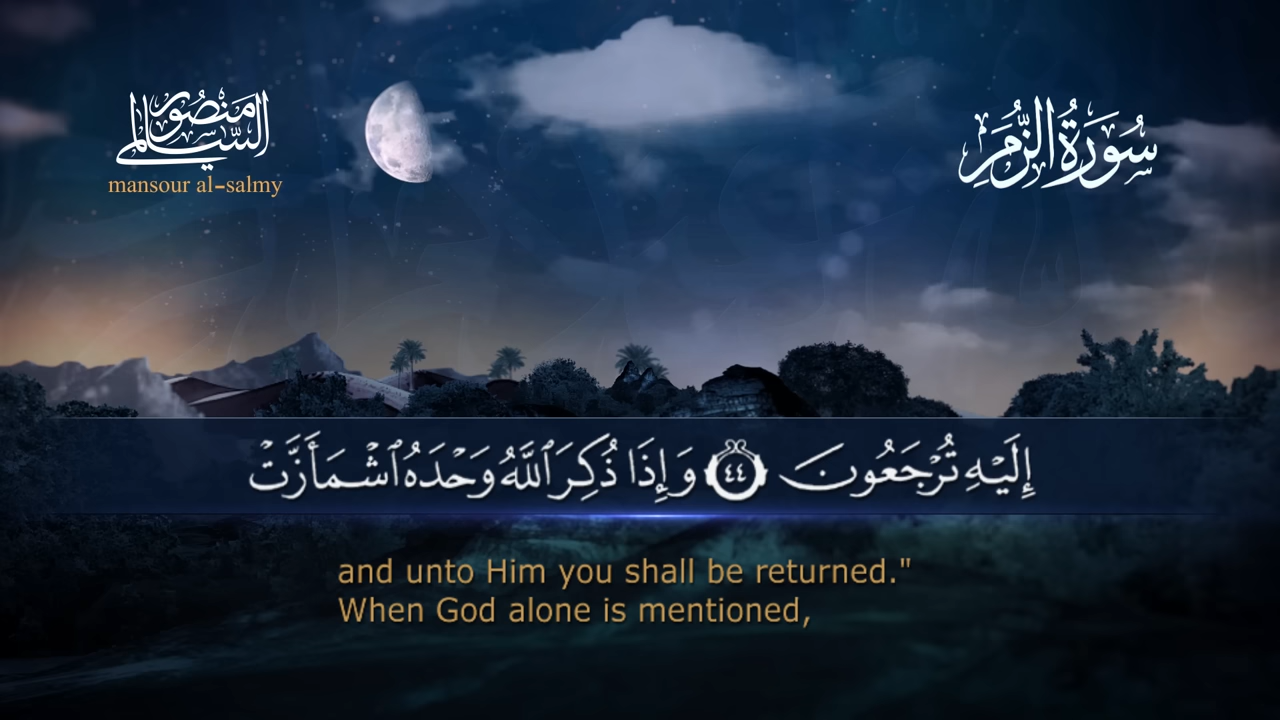 منصور
السالمي
mansour al-salmy
سُورَةُ الزُّمَرِ
إِلَيْهِ تُرْجَعُونَ ٤٤ وَإِذَا ذُكِرَ ٱللَّهُ وَحْدَهُ ٱشْمَأَزَّتْ
and unto Him you shall be returned."
When God alone is mentioned,